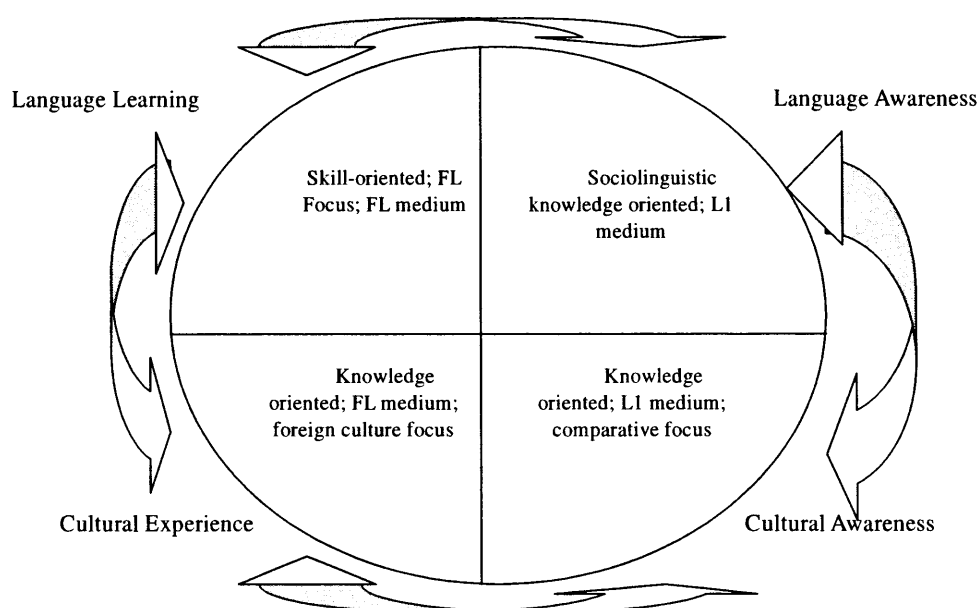 Language Learning
Language Awareness
Skill-oriented; FL
Focus; FL medium
Sociolinguistic
knowledge oriented; L1
medium
Knowledge
oriented; FL medium;
foreign culture focus
Knowledge
oriented; L1 medium;
comparative focus
Cultural Experience
Cultural Awareness